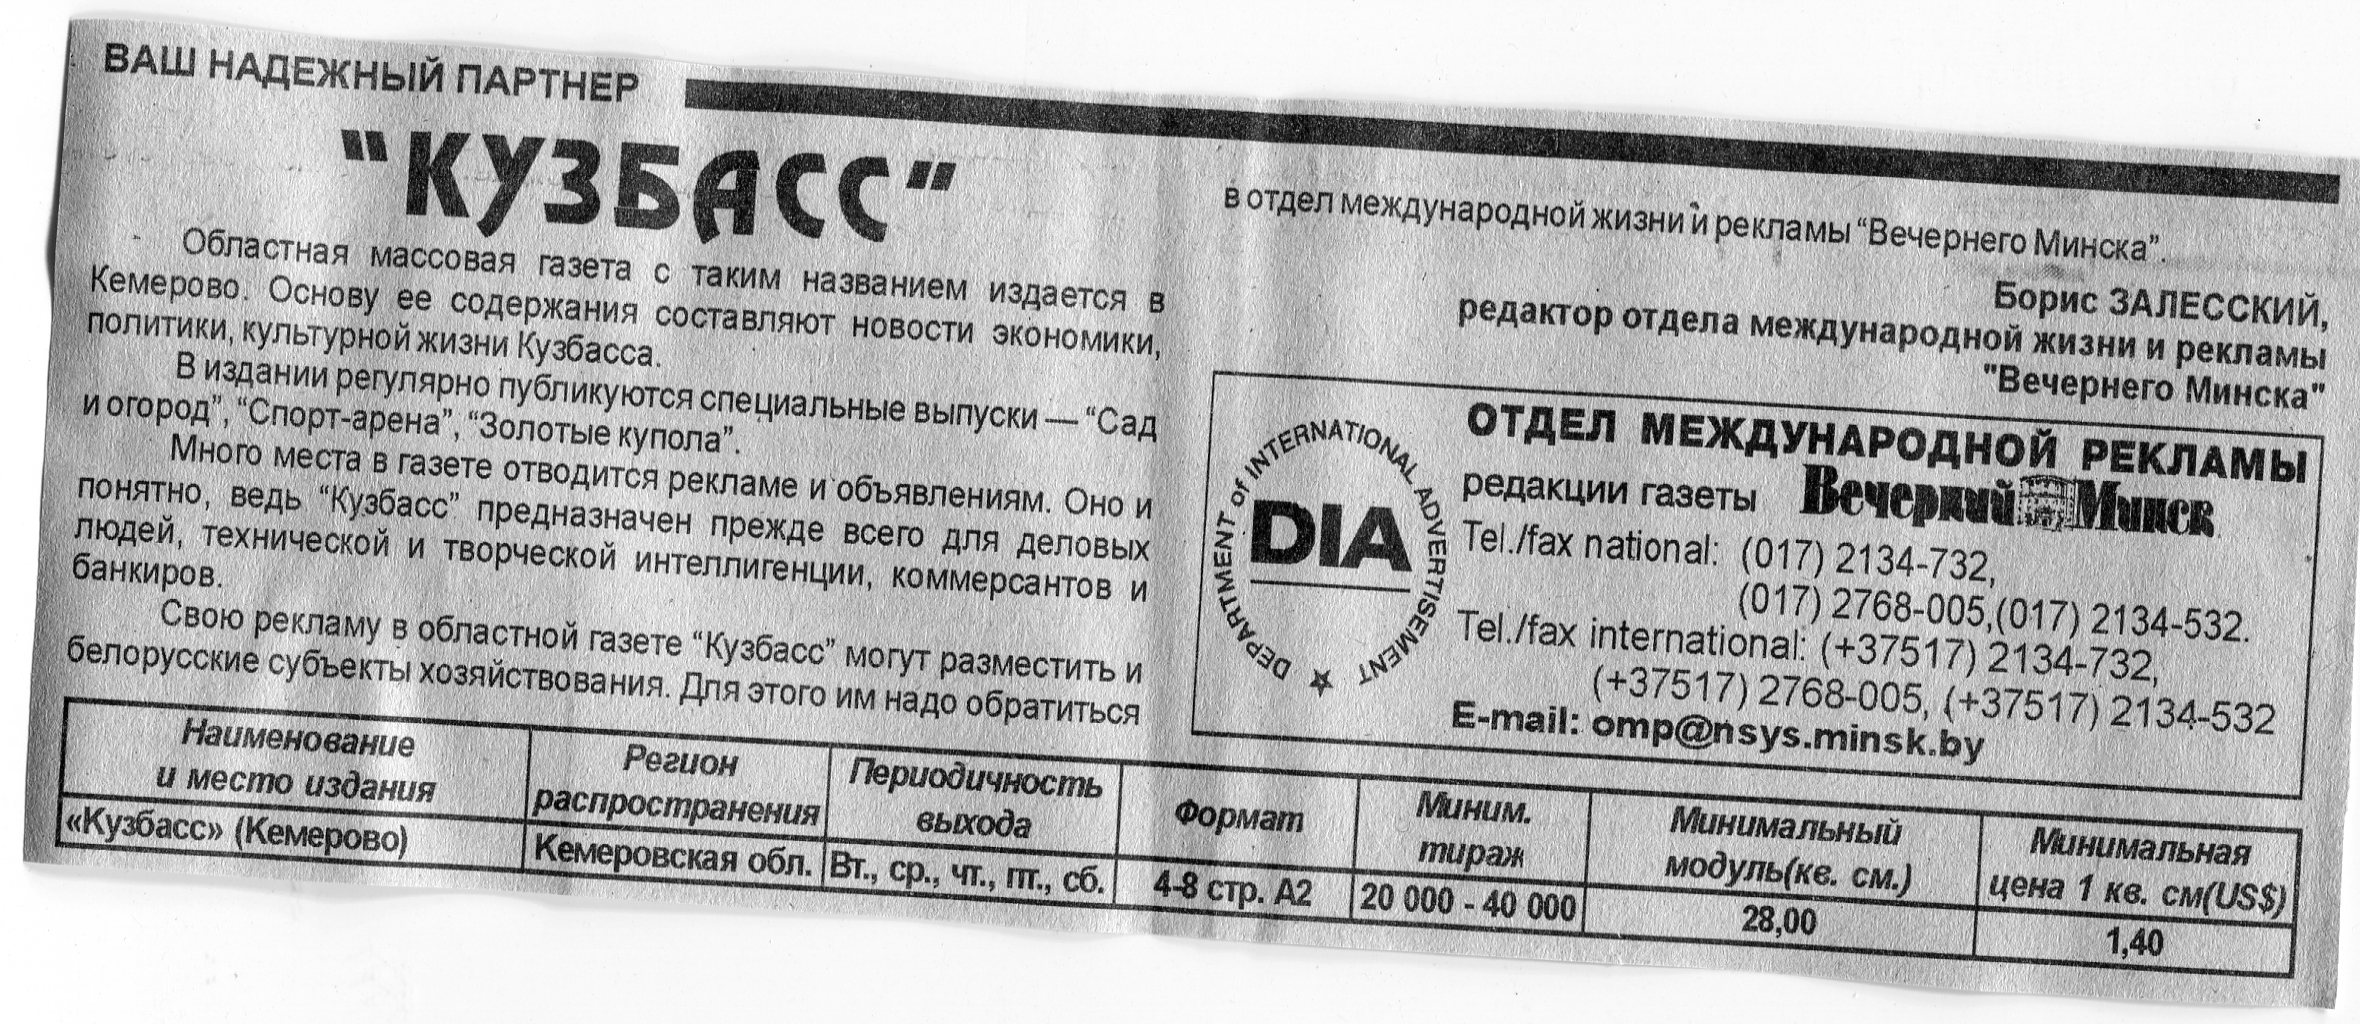 ВАШ НАДЕЖНЫЙ ПАРТНЕР
"КУЗБАСС"
Областная массовая газета с таким названием издается в
Кемерово. Основу ее содержания составляют новости экономики,
политики, культурной жизни Кузбасса.
В издании регулярно публикуются специальные выпуски — “Сад
и огород”, “Спорт-арена”, “Золотые купола”.
Много места в газете отводится рекламе и объявлениям. Оно и
понятно, ведь “Кузбасс” предназначен прежде всего для деловых
людей, технической и творческой интеллигенции, коммерсантов и
банкиров.
Свою рекламу в областной газете “Кузбасс” могут разместить и
белорусские субъекты хозяйствования. Для этого им надо обратиться
в отдел международной жизни и рекламы “Вечернего Минска”.
Борис ЗАЛЕССКИЙ,
редактор отдела международной жизни и рекламы
"Вечернего Минска"
DEPARTMENT of INTERNATIONAL ADVERTISEMENT
DIA
ОТДЕЛ МЕЖДУНАРОДНОЙ РЕКЛАМЫ
редакции газеты Вечерний Минск
Tel./fax national: (017) 2134-732,
(017) 2768-005,(017) 2134-532.
Tel./fax international: (+37517) 2134-732,
(+37517) 2768-005, (+37517) 2134-532
E-mail: omp@nsys.minsk.by
Наименование
и место издания
Регион
распространения
Периодичность
выхода
Формат
Миним.
тираж
Минимальный
модуль(кв. см.)
Минимальная
цена 1 кв. см(US$)
«Кузбасс» (Кемерово)
Кемеровская обл.
Вт., ср., чт., пт., сб.
4-8 стр. А2
20 000 - 40 000
28,00
1,40